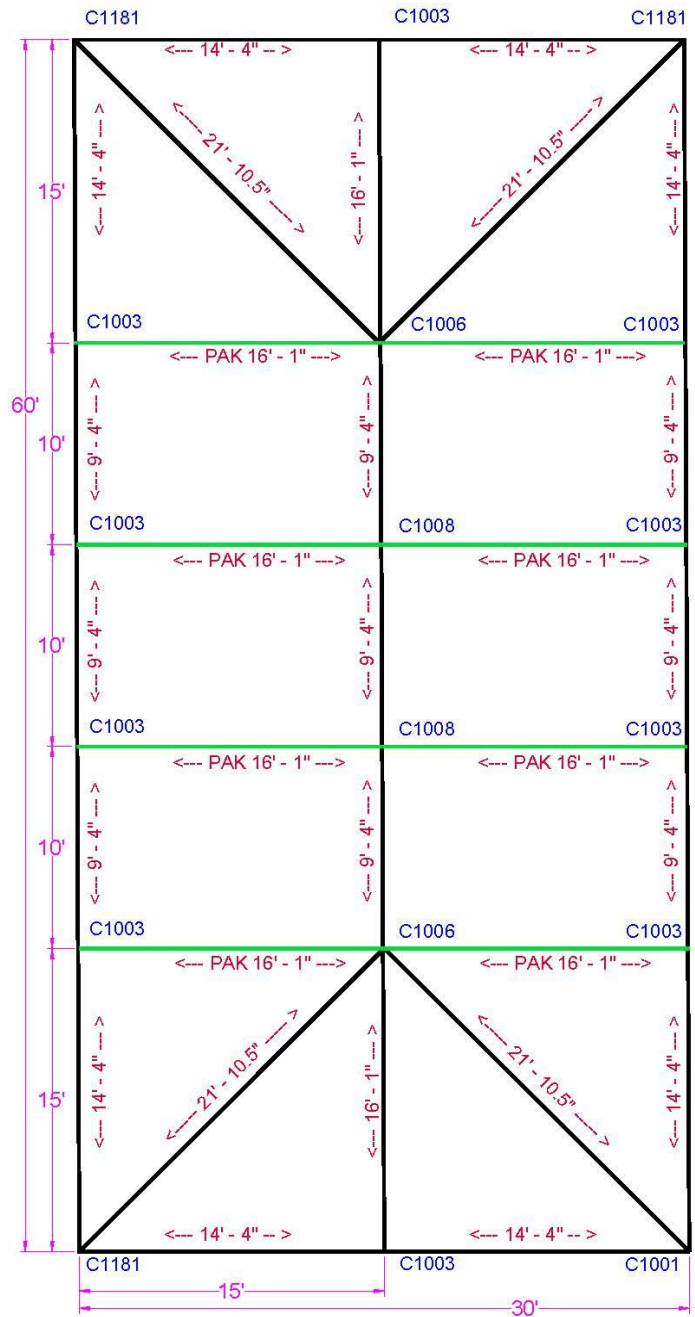 C1181
C1003
C1181
<--- 14' - 4" -- >
<--- 14' - 4" -- >
<---- 14' - 4" ---->
<----- 21' - 10.5" ----->
<---- 16' - 1" ---->
<----- 21' - 10.5" ----->
<---- 14' - 4" ---->
15'
C1003
C1006
C1003
<--- PAK 16' - 1" --->
<--- PAK 16' - 1" --->
60'
<---- 9' - 4" ---->
<---- 9' - 4" ---->
<---- 9' - 4" ---->
10'
C1003
C1008
C1003
<--- PAK 16' - 1" --->
<--- PAK 16' - 1" --->
<---- 9' - 4" ---->
<---- 9' - 4" ---->
<---- 9' - 4" ---->
10'
C1003
C1008
C1003
<--- PAK 16' - 1" --->
<--- PAK 16' - 1" --->
<---- 9' - 4" ---->
<---- 9' - 4" ---->
<---- 9' - 4" ---->
10'
C1003
C1006
C1003
<--- PAK 16' - 1" --->
<--- PAK 16' - 1" --->
<---- 14' - 4" ---->
<----- 21' - 10.5" ----->
<---- 16' - 1" ---->
<----- 21' - 10.5" ----->
<---- 14' - 4" ---->
15'
<--- 14' - 4" -- >
<--- 14' - 4" -- >
C1181
C1003
C1001
15'
30'